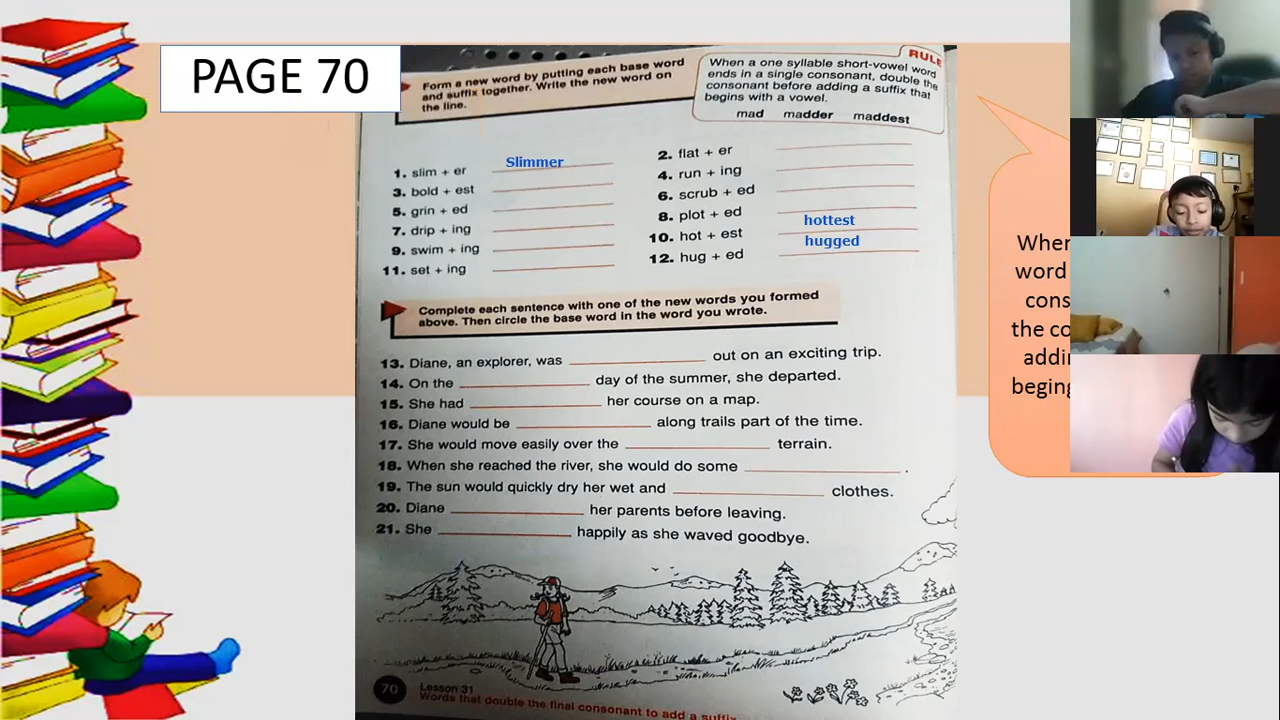 PAGE 70
Form a new word by putting each base word
and suffix together. Write the new word on
the line.
RULE
When a one syllable short-vowel word
ends in a single consonant, double the
consonant before adding a suffix that
begins with a vowel.
mad madder maddest
1. slim + er Slimmer
2. flat + er
3. bold + est
4. run + ing
5. grin + ed
6. scrub + ed
7. drip + ing
8. plot + ed
9. swim + ing
10. hot + est hottest
11. set + ing
12. hug + ed hugged
Complete each sentence with one of the new words you formed
above. Then circle the base word in the word you wrote.
13. Diane, an explorer, was out on an exciting trip.
14. On the day of the summer, she departed.
15. She had her course on a map.
16. Diane would be along trails part of the time.
17. She would move easily over the terrain.
18. When she reached the river, she would do some .
19. The sun would quickly dry her wet and clothes.
20. Diane her parents before leaving.
21. She happily as she waved goodbye.
70
Lesson 31
Words that double the final consonant to add a suffix
word
the